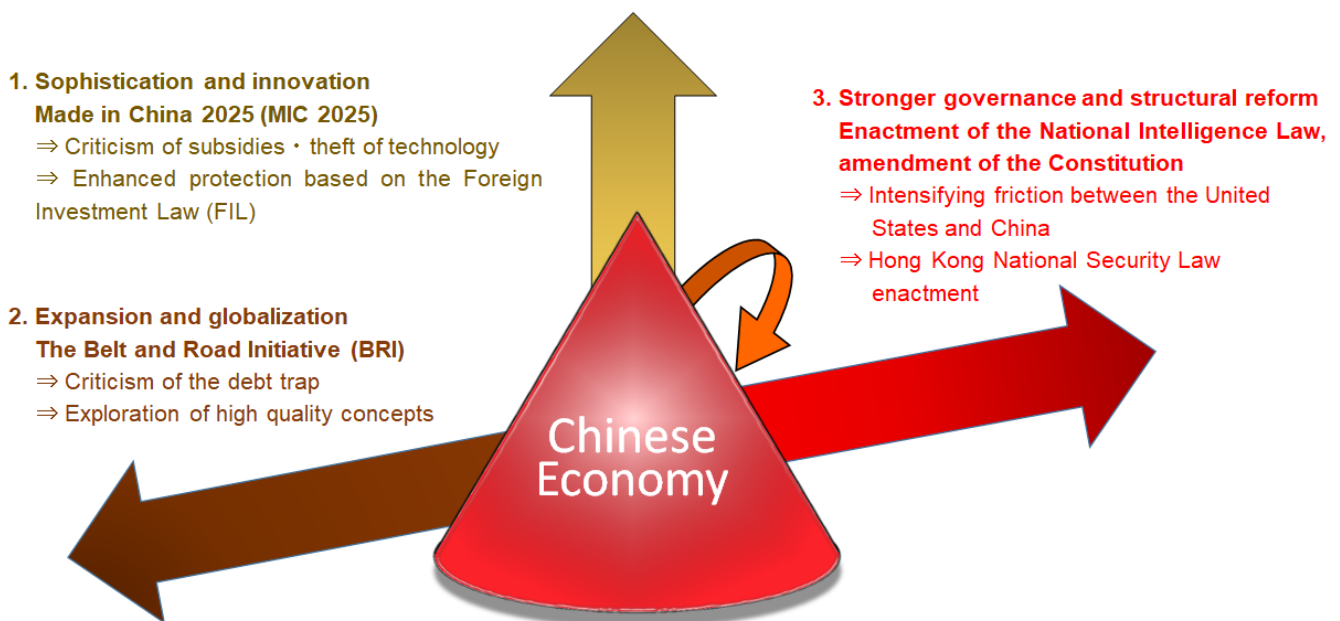 1. Sophistication and innovation
Made in China 2025 (MIC 2025)
⇒ Criticism of subsidies・theft of technology
⇒ Enhanced protection based on the Foreign
Investment Law (FIL)
2. Expansion and globalization
The Belt and Road Initiative (BRI)
⇒ Criticism of the debt trap
⇒ Exploration of high quality concepts
3. Stronger governance and structural reform
Enactment of the National Intelligence Law,
amendment of the Constitution
⇒ Intensifying friction between the United
States and China
⇒ Hong Kong National Security Law
enactment
Chinese
Economy